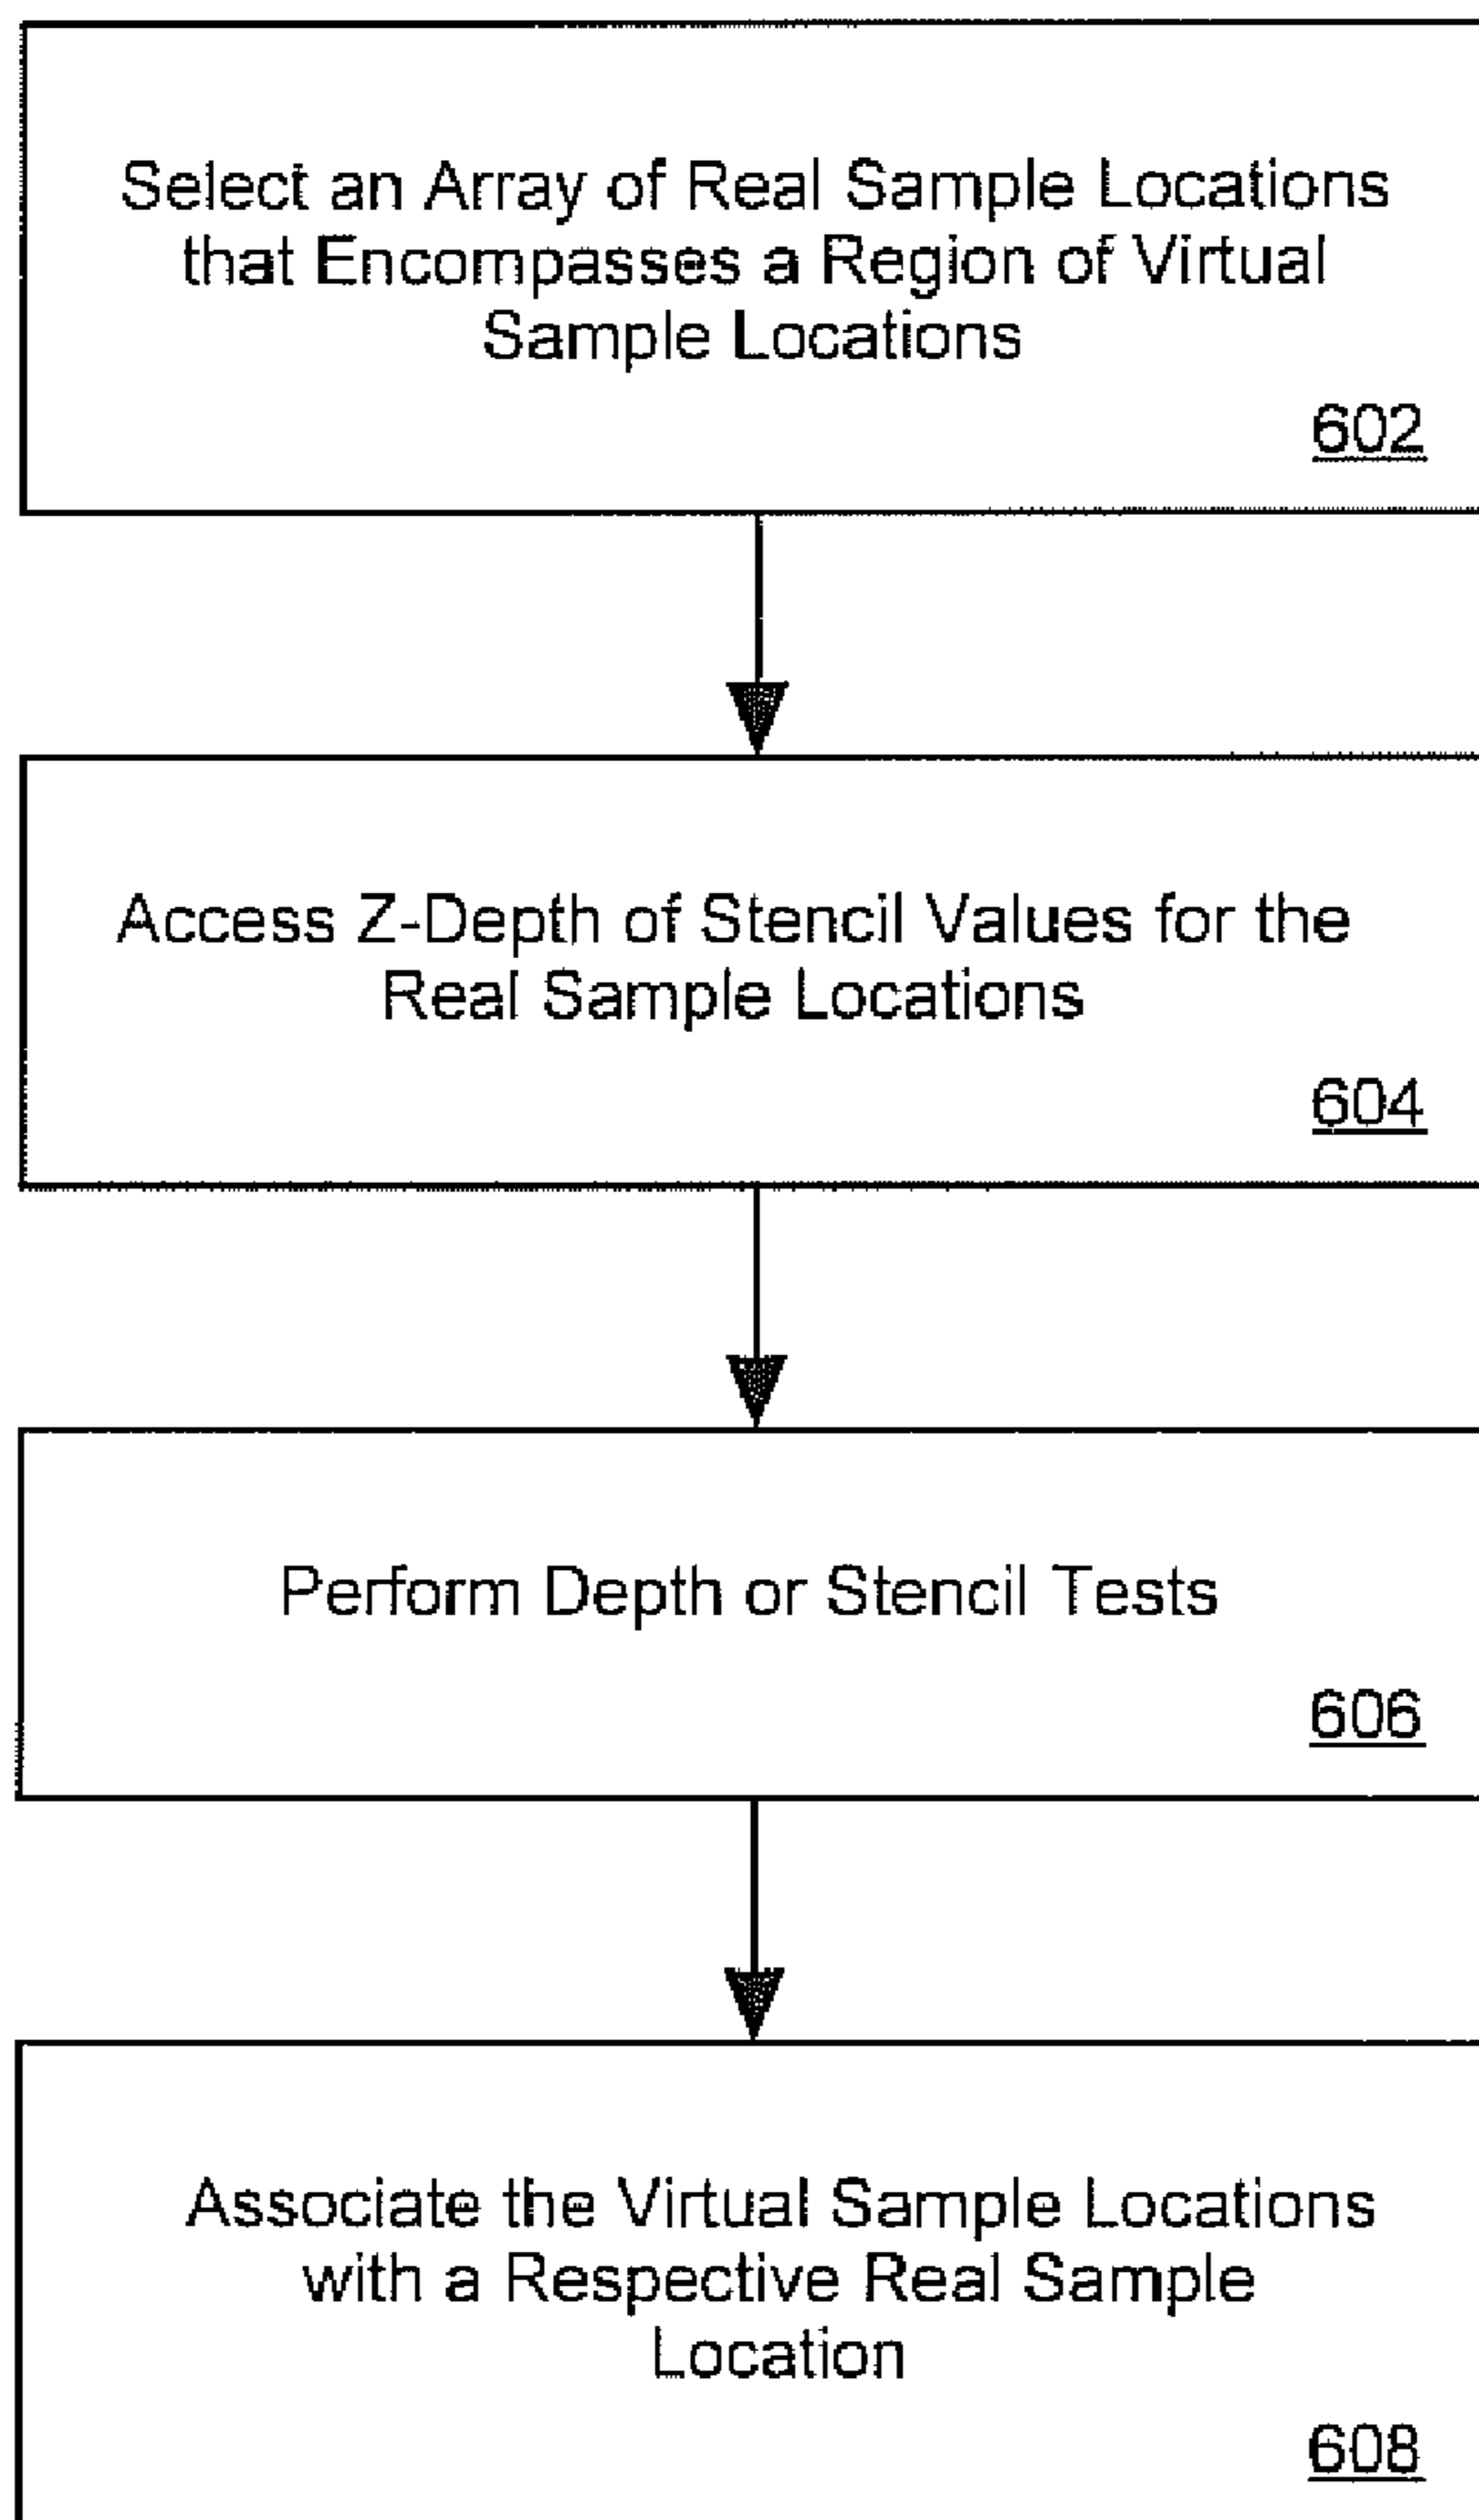 Select an Array of Real Sample Locations
that Encompasses a Region of Virtual
Sample Locations
602
Access Z-Depth of Stencil Values for the
Real Sample Locations
604
Perform Depth or Stencil Tests
606
Associate the Virtual Sample Locations
with a Respective Real Sample
Location
608